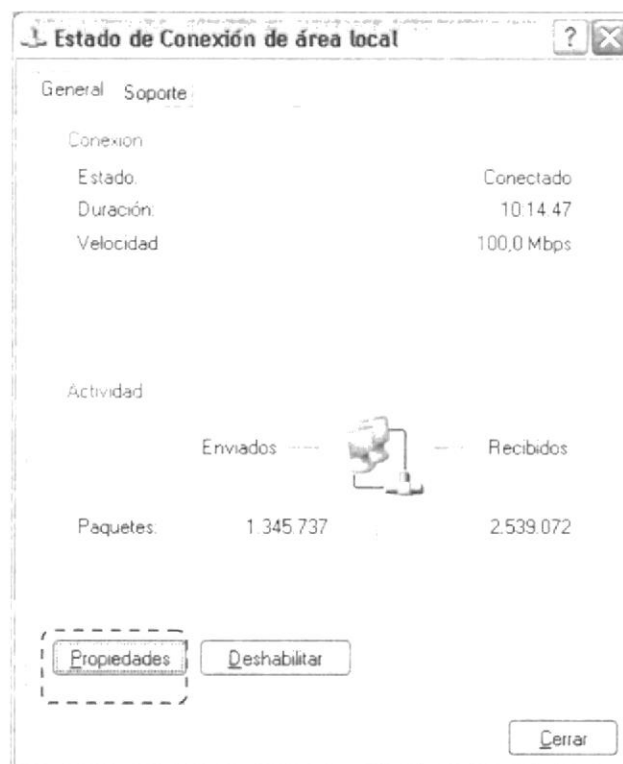 Estado de Conexión de área local
General Soporte
Conexion
Estado: Conectado
Duración: 10:14:47
Velocidad 100,0 Mbps
Actividad
Enviados Recibidos
Paquetes: 1.345.737 2.539.072
Propiedades Deshabilitar
Cerrar